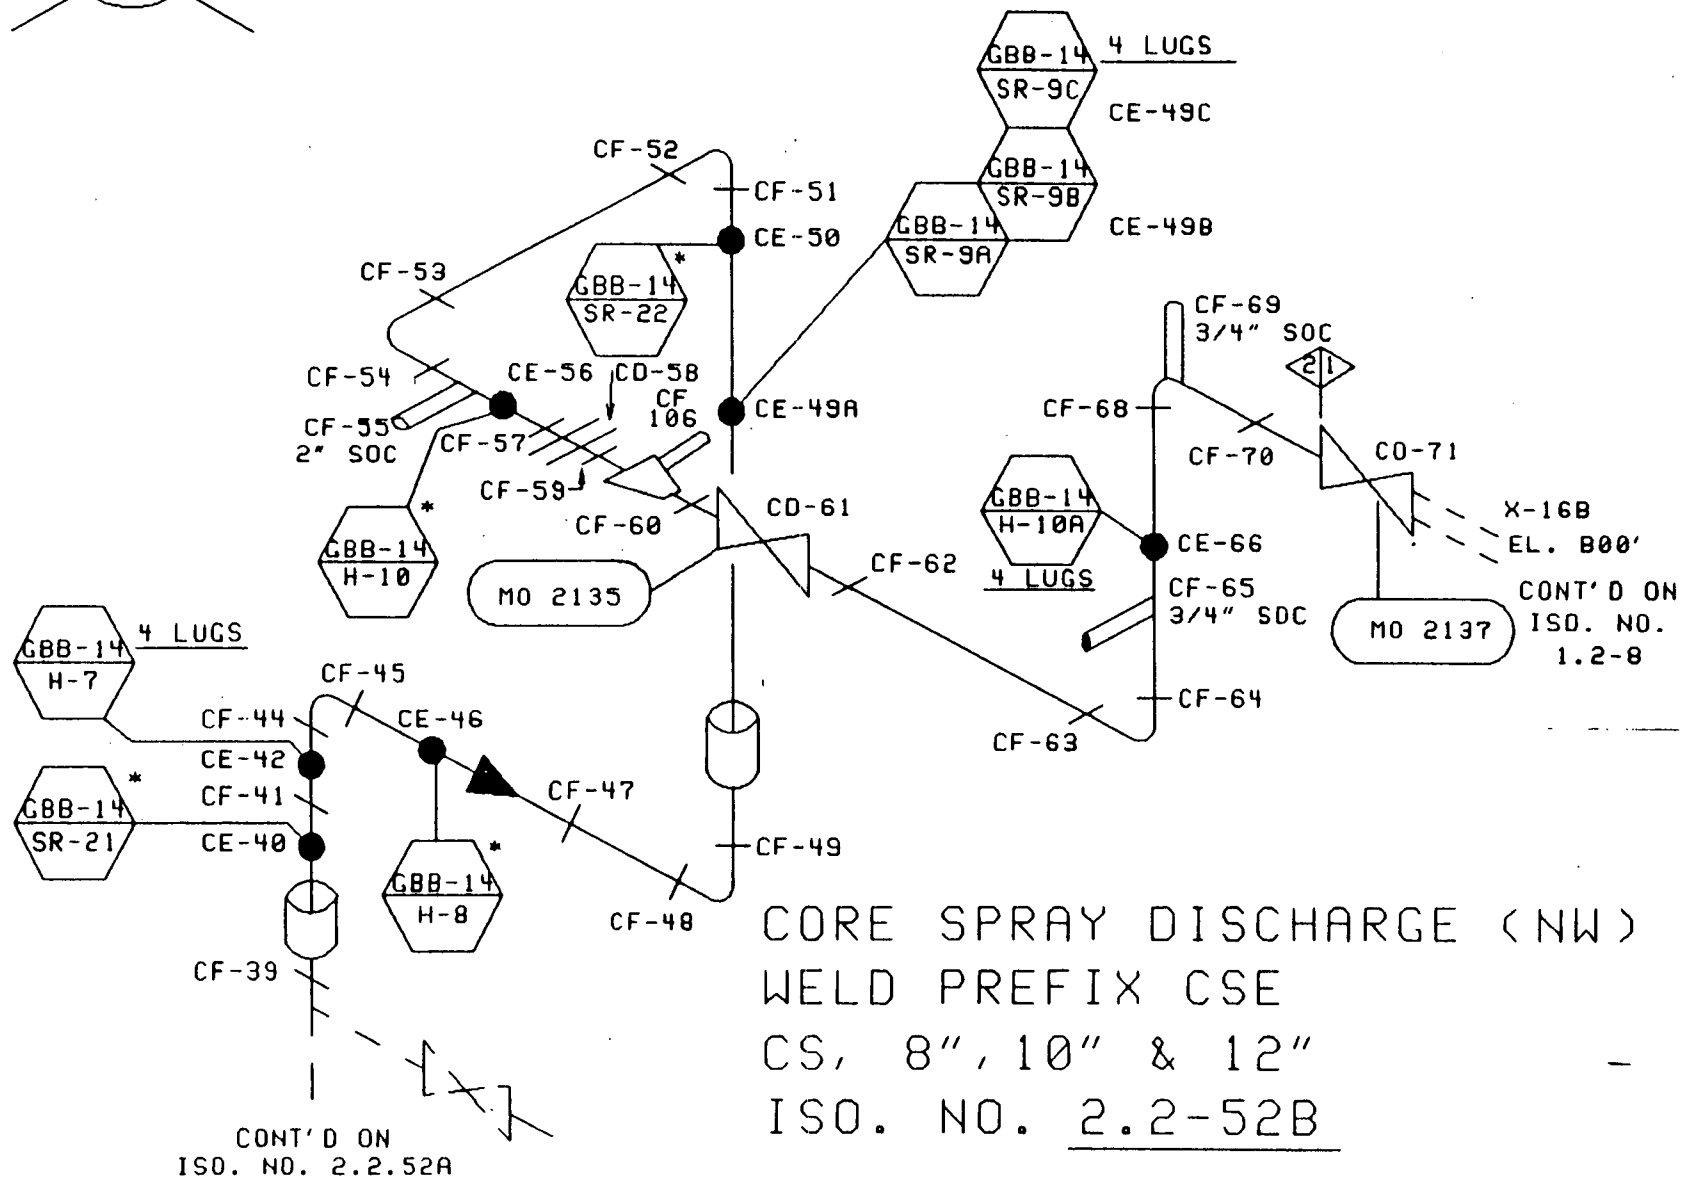 GBB-14
SR-9C
4 LUGS
CE-49C
GBB-14
SR-9B
CE-49B
GBB-14
SR-9A
CF-52
CF-51
CE-50
CF-53
*
GBB-14
SR-22
CF-54
CE-56
CD-58
CF
106
CE-49A
CF-55
2" SOC
CF-57
CF-59
CF-60
CD-61
*
GBB-14
H-10
MO 2135
CF-62
CF-69
3/4" SOC
21
CF-68
CF-70
CD-71
GBB-14
H-10A
4 LUGS
CE-66
CF-65
3/4" SOC
X-16B
EL. 800'
CONT'D ON
ISO. NO.
1.2-8
MO 2137
CF-64
CF-63
GBB-14
H-7
4 LUGS
CF-45
CF-44
CE-46
CE-42
*
GBB-14
SR-21
CF-41
CE-40
CF-47
*
GBB-14
H-8
CF-49
CF-48
CF-39
CONT'D ON
ISO. NO. 2.2.52A
CORE SPRAY DISCHARGE (NW)
WELD PREFIX CSE
CS, 8", 10" & 12"
ISO. NO. 2.2-52B